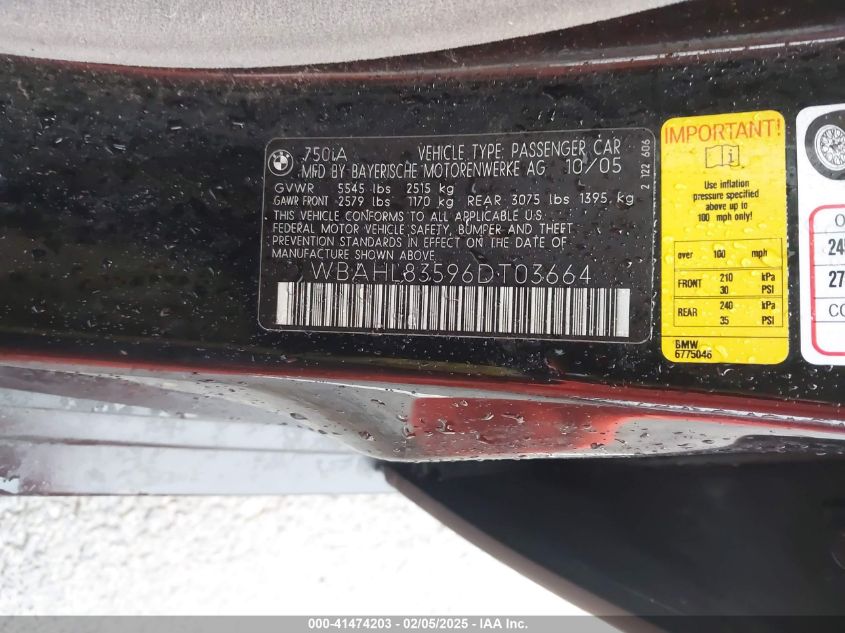 BMW
750iA VEHICLE TYPE: PASSENGER CAR
MFD BY BAYERISCHE MOTORENWERKE AG 10/05
GVWR 5545 lbs 2515 kg
GAWR FRONT 2579 lbs 1170 kg REAR 3075 lbs 1395 kg
THIS VEHICLE CONFORMS TO ALL APPLICABLE U.S.
FEDERAL MOTOR VEHICLE SAFETY, BUMPER AND THEFT
PREVENTION STANDARDS IN EFFECT ON THE DATE OF
MANUFACTURE SHOWN ABOVE.
WBAHL83596DT03664
2 122 606
IMPORTANT!
i
Use inflation
pressure specified
above up to
100 mph only!
over 100 mph
FRONT 210 kPa
30 PSI
REAR 240 kPa
35 PSI
BMW
6775046
000-41474203 - 02/05/2025 - IAA Inc.